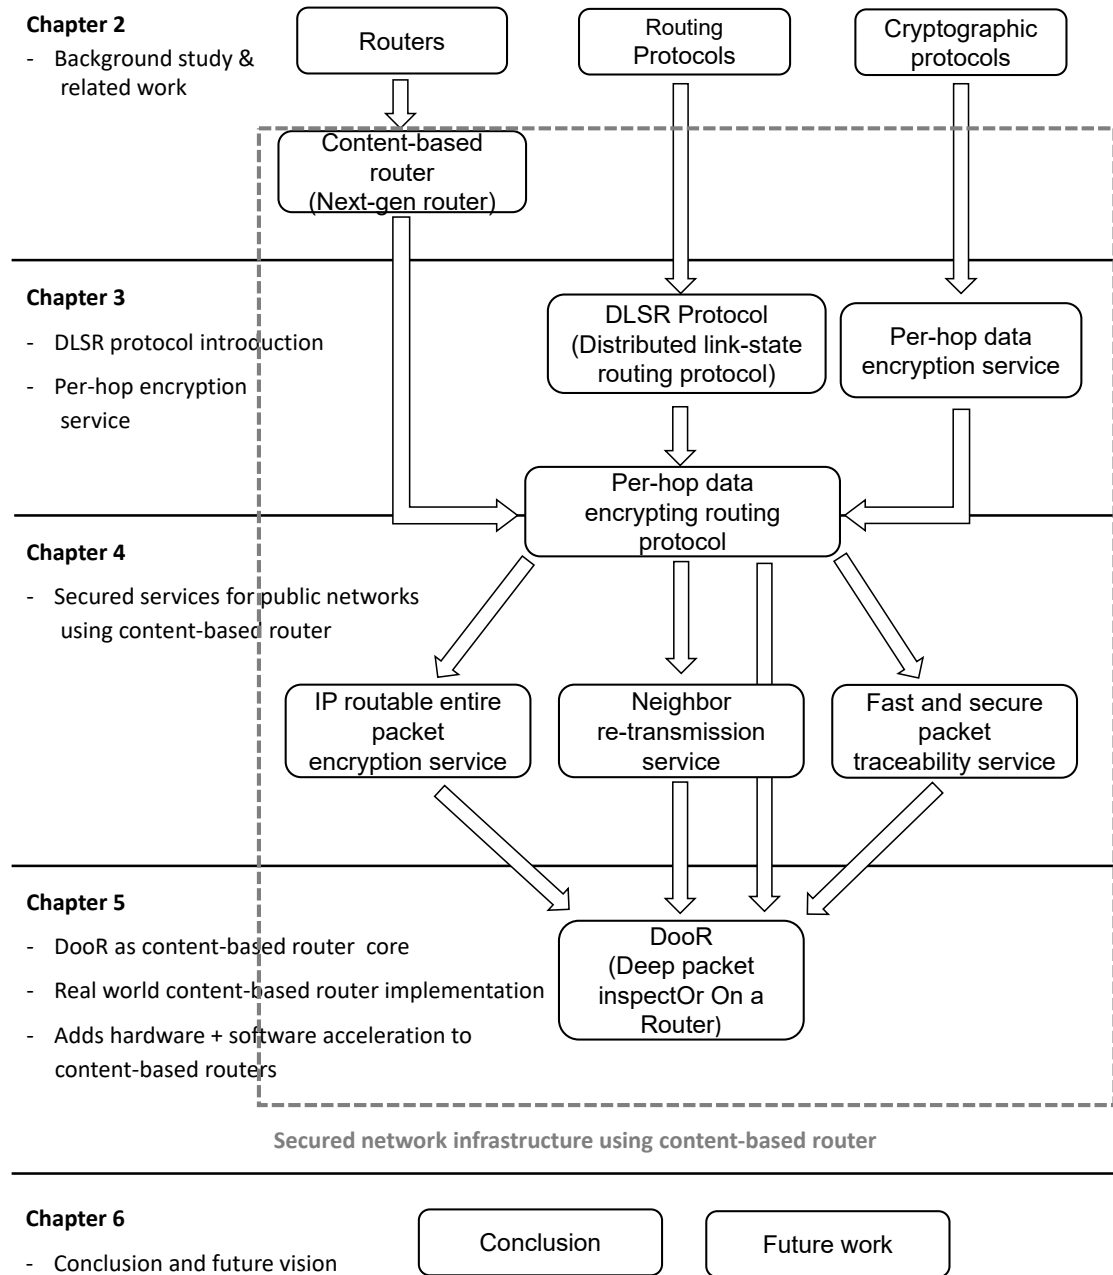 Chapter 2
- Background study &
related work
Routers
Routing
Protocols
Cryptographic
protocols
Content-based
router
(Next-gen router)
Chapter 3
- DLSR protocol introduction
- Per-hop encryption
service
DLSR Protocol
(Distributed link-state
routing protocol)
Per-hop data
encryption service
Per-hop data
encrypting routing
protocol
Chapter 4
- Secured services for public networks
using content-based router
IP routable entire
packet
encryption service
Neighbor
re-transmission
service
Fast and secure
packet
traceability service
Chapter 5
- DooR as content-based router core
- Real world content-based router implementation
- Adds hardware + software acceleration to
content-based routers
DooR
(Deep packet
inspectOr On a
Router)
Secured network infrastructure using content-based router
Chapter 6
- Conclusion and future vision
Conclusion
Future work